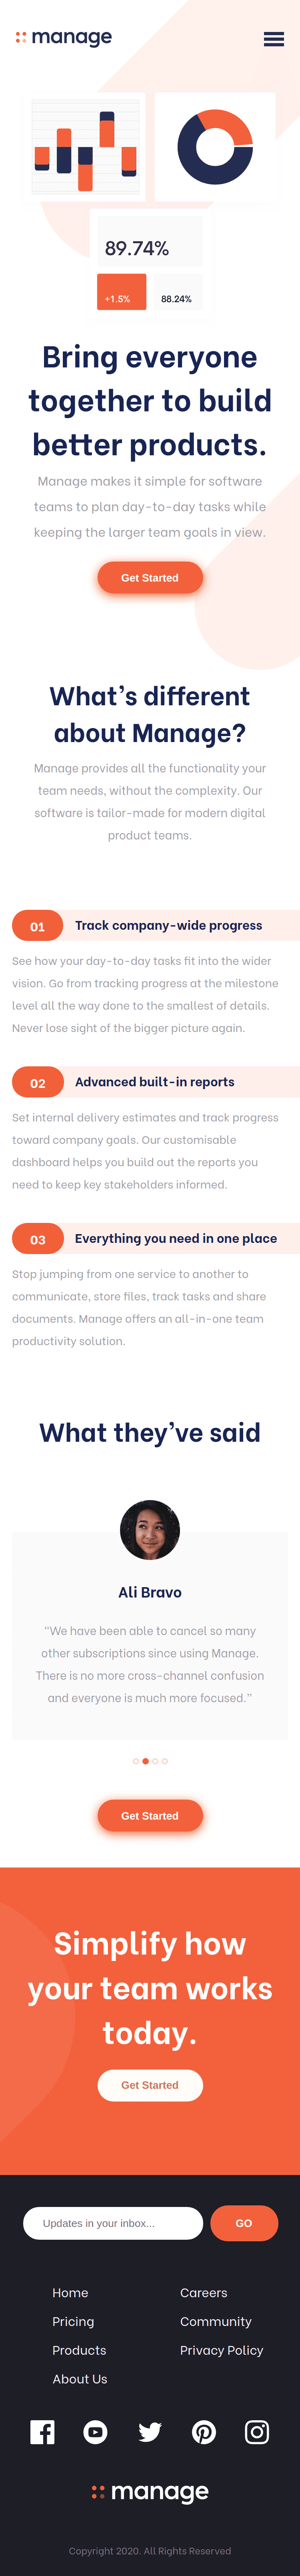 manage
89.74%
+1.5%
88.24%
Bring everyone
together to build
better products.
Manage makes it simple for software
teams to plan day-to-day tasks while
keeping the larger team goals in view.
Get Started
What's different
about Manage?
Manage provides all the functionality your
team needs, without the complexity. Our
software is tailor-made for modern digital
product teams.
01 Track company-wide progress
See how your day-to-day tasks fit into the wider
vision. Go from tracking progress at the milestone
level all the way done to the smallest of details.
Never lose sight of the bigger picture again.
02 Advanced built-in reports
Set internal delivery estimates and track progress
toward company goals. Our customisable
dashboard helps you build out the reports you
need to keep key stakeholders informed.
03 Everything you need in one place
Stop jumping from one service to another to
communicate, store files, track tasks and share
documents. Manage offers an all-in-one team
productivity solution.
What they've said
Ali Bravo
"We have been able to cancel so many
other subscriptions since using Manage.
There is no more cross-channel confusion
and everyone is much more focused."
Get Started
Simplify how
your team works
today.
Get Started
Updates in your inbox...
GO
Home
Pricing
Products
About Us
Careers
Community
Privacy Policy
manage
Copyright 2020. All Rights Reserved